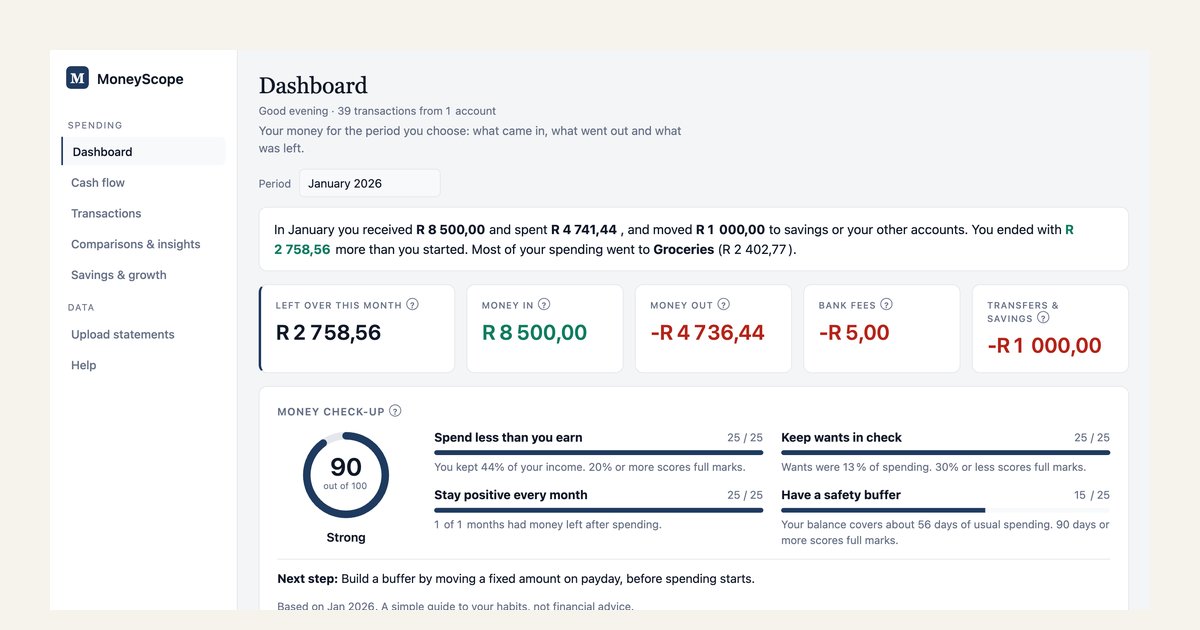 M MoneyScope
SPENDING
Dashboard
Cash flow
Transactions
Comparisons & insights
Savings & growth
DATA
Upload statements
Help
Dashboard
Good evening · 39 transactions from 1 account
Your money for the period you choose: what came in, what went out and what
was left.
Period January 2026
In January you received R 8 500,00 and spent R 4 741,44 , and moved R 1 000,00 to savings or your other accounts. You ended with R
2 758,56 more than you started. Most of your spending went to Groceries (R 2 402,77).
LEFT OVER THIS MONTH ?
R 2 758,56
MONEY IN ?
R 8 500,00
MONEY OUT ?
-R 4 736,44
BANK FEES ?
-R 5,00
TRANSFERS &
SAVINGS ?
-R 1 000,00
MONEY CHECK-UP ?
90
out of 100
Strong
Spend less than you earn 25 / 25
You kept 44% of your income. 20% or more scores full marks.
Keep wants in check 25 / 25
Wants were 13% of spending. 30% or less scores full marks.
Stay positive every month 25 / 25
1 of 1 months had money left after spending.
Have a safety buffer 15 / 25
Your balance covers about 56 days of usual spending. 90 days or
more scores full marks.
Next step: Build a buffer by moving a fixed amount on payday, before spending starts.
Based on Jan 2026. A simple guide to your habits, not financial advice.